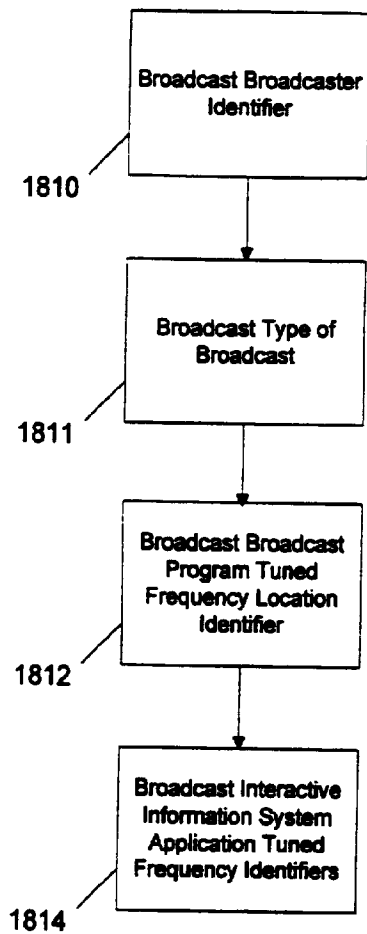 Broadcast Broadcaster
Identifier
1810
Broadcast Type of
Broadcast
1811
Broadcast Broadcast
Program Tuned
Frequency Location
Identifier
1812
Broadcast Interactive
Information System
Application Tuned
Frequency Identifiers
1814